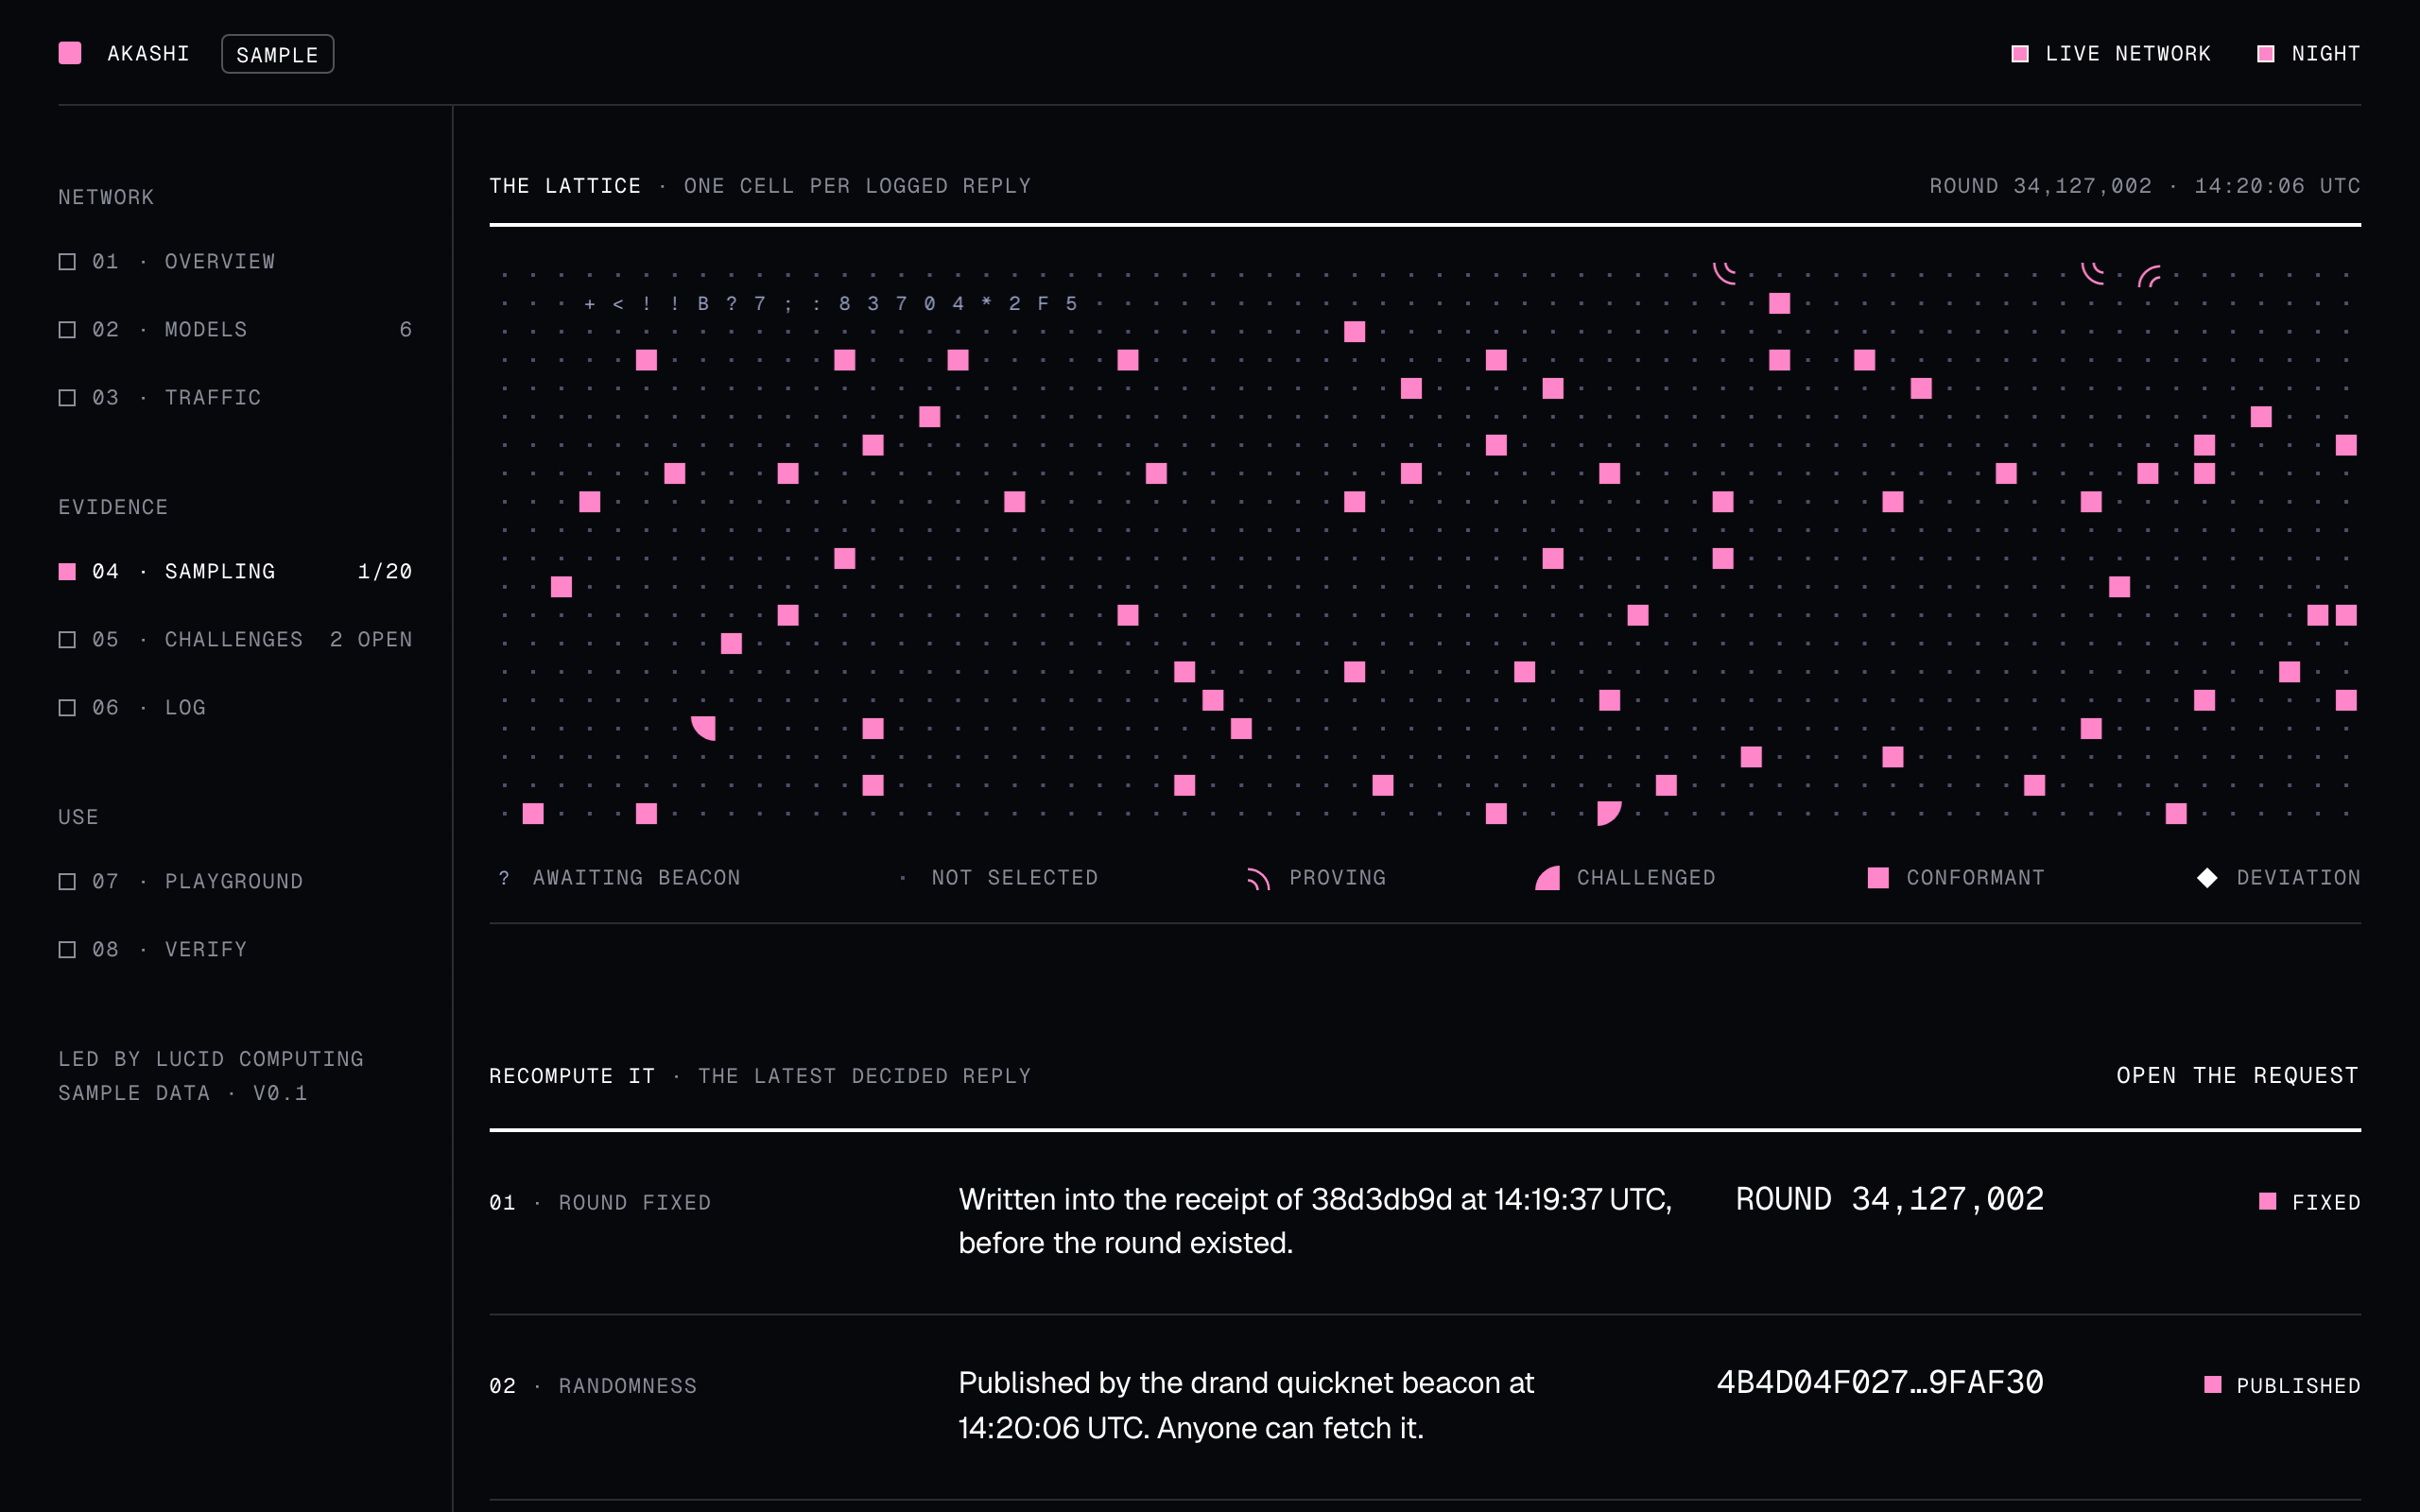 AKASHI SAMPLE
LIVE NETWORK NIGHT
NETWORK
01 · OVERVIEW
02 · MODELS 6
03 · TRAFFIC
EVIDENCE
04 · SAMPLING 1/20
05 · CHALLENGES 2 OPEN
06 · LOG
USE
07 · PLAYGROUND
08 · VERIFY
LED BY LUCID COMPUTING
SAMPLE DATA · V0.1
THE LATTICE · ONE CELL PER LOGGED REPLY
ROUND 34,127,002 · 14:20:06 UTC
+ < ! ! B ? 7 ; : 8 3 7 0 4 * 2 F 5
? AWAITING BEACON · NOT SELECTED PROVING CHALLENGED CONFORMANT DEVIATION
RECOMPUTE IT · THE LATEST DECIDED REPLY
OPEN THE REQUEST
01 · ROUND FIXED
Written into the receipt of 38d3db9d at 14:19:37 UTC,
before the round existed.
ROUND 34,127,002
FIXED
02 · RANDOMNESS
Published by the drand quicknet beacon at
14:20:06 UTC. Anyone can fetch it.
4B4D04F027…9FAF30
PUBLISHED